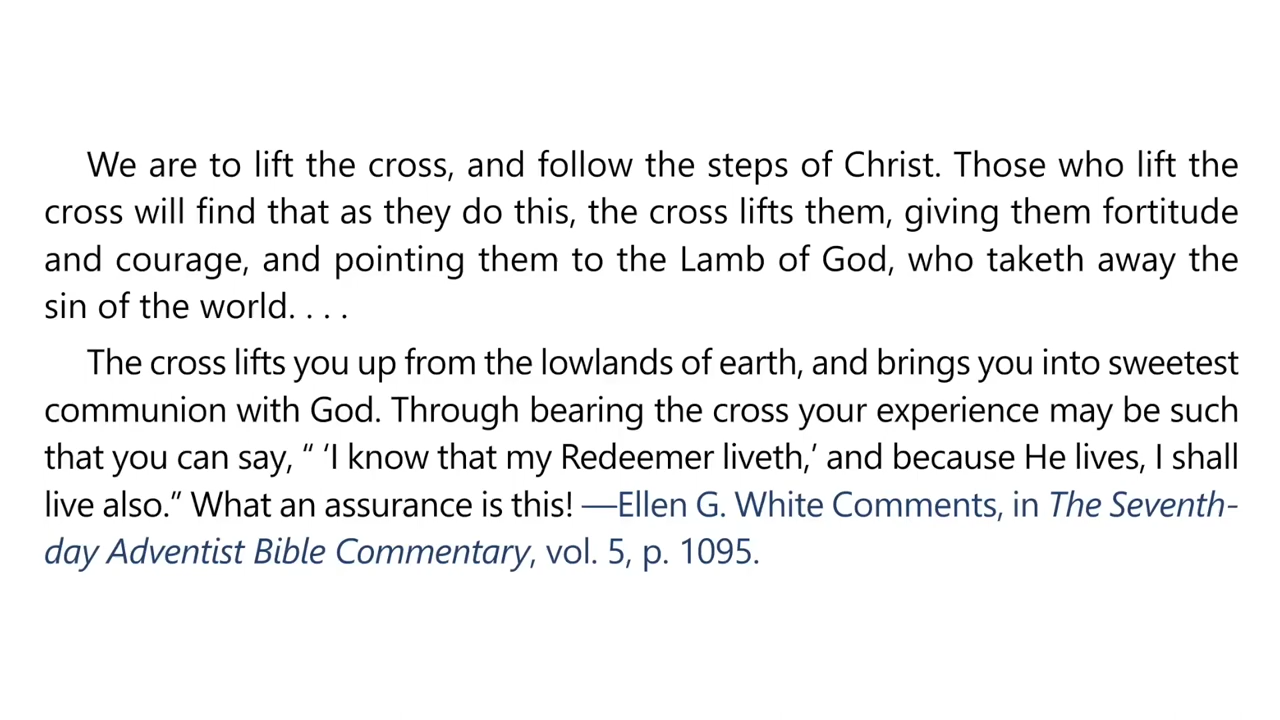 We are to lift the cross, and follow the steps of Christ. Those who lift the
cross will find that as they do this, the cross lifts them, giving them fortitude
and courage, and pointing them to the Lamb of God, who taketh away the
sin of the world. . . .
The cross lifts you up from the lowlands of earth, and brings you into sweetest
communion with God. Through bearing the cross your experience may be such
that you can say, “ ‘I know that my Redeemer liveth,’ and because He lives, I shall
live also.” What an assurance is this! —Ellen G. White Comments, in The Seventh-
day Adventist Bible Commentary, vol. 5, p. 1095.